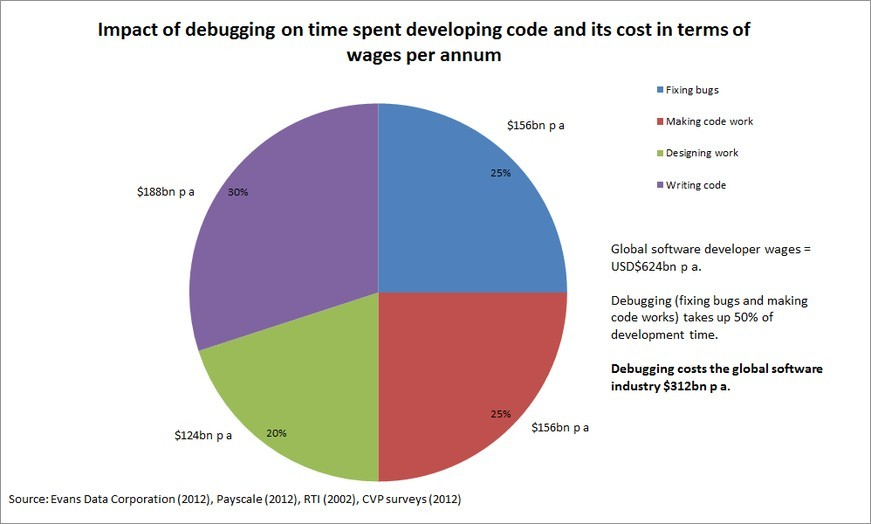 Impact of debugging on time spent developing code and its cost in terms of
wages per annum
Fixing bugs
Making code work
Designing work
Writing code
$156bn p a
25%
$188bn p a
30%
25%
$156bn p a
$124bn p a
20%
Global software developer wages =
USD$624bn p a.
Debugging (fixing bugs and making
code works) takes up 50% of
development time.
Debugging costs the global software
industry $312bn p a.
Source: Evans Data Corporation (2012), Payscale (2012), RTI (2002), CVP surveys (2012)